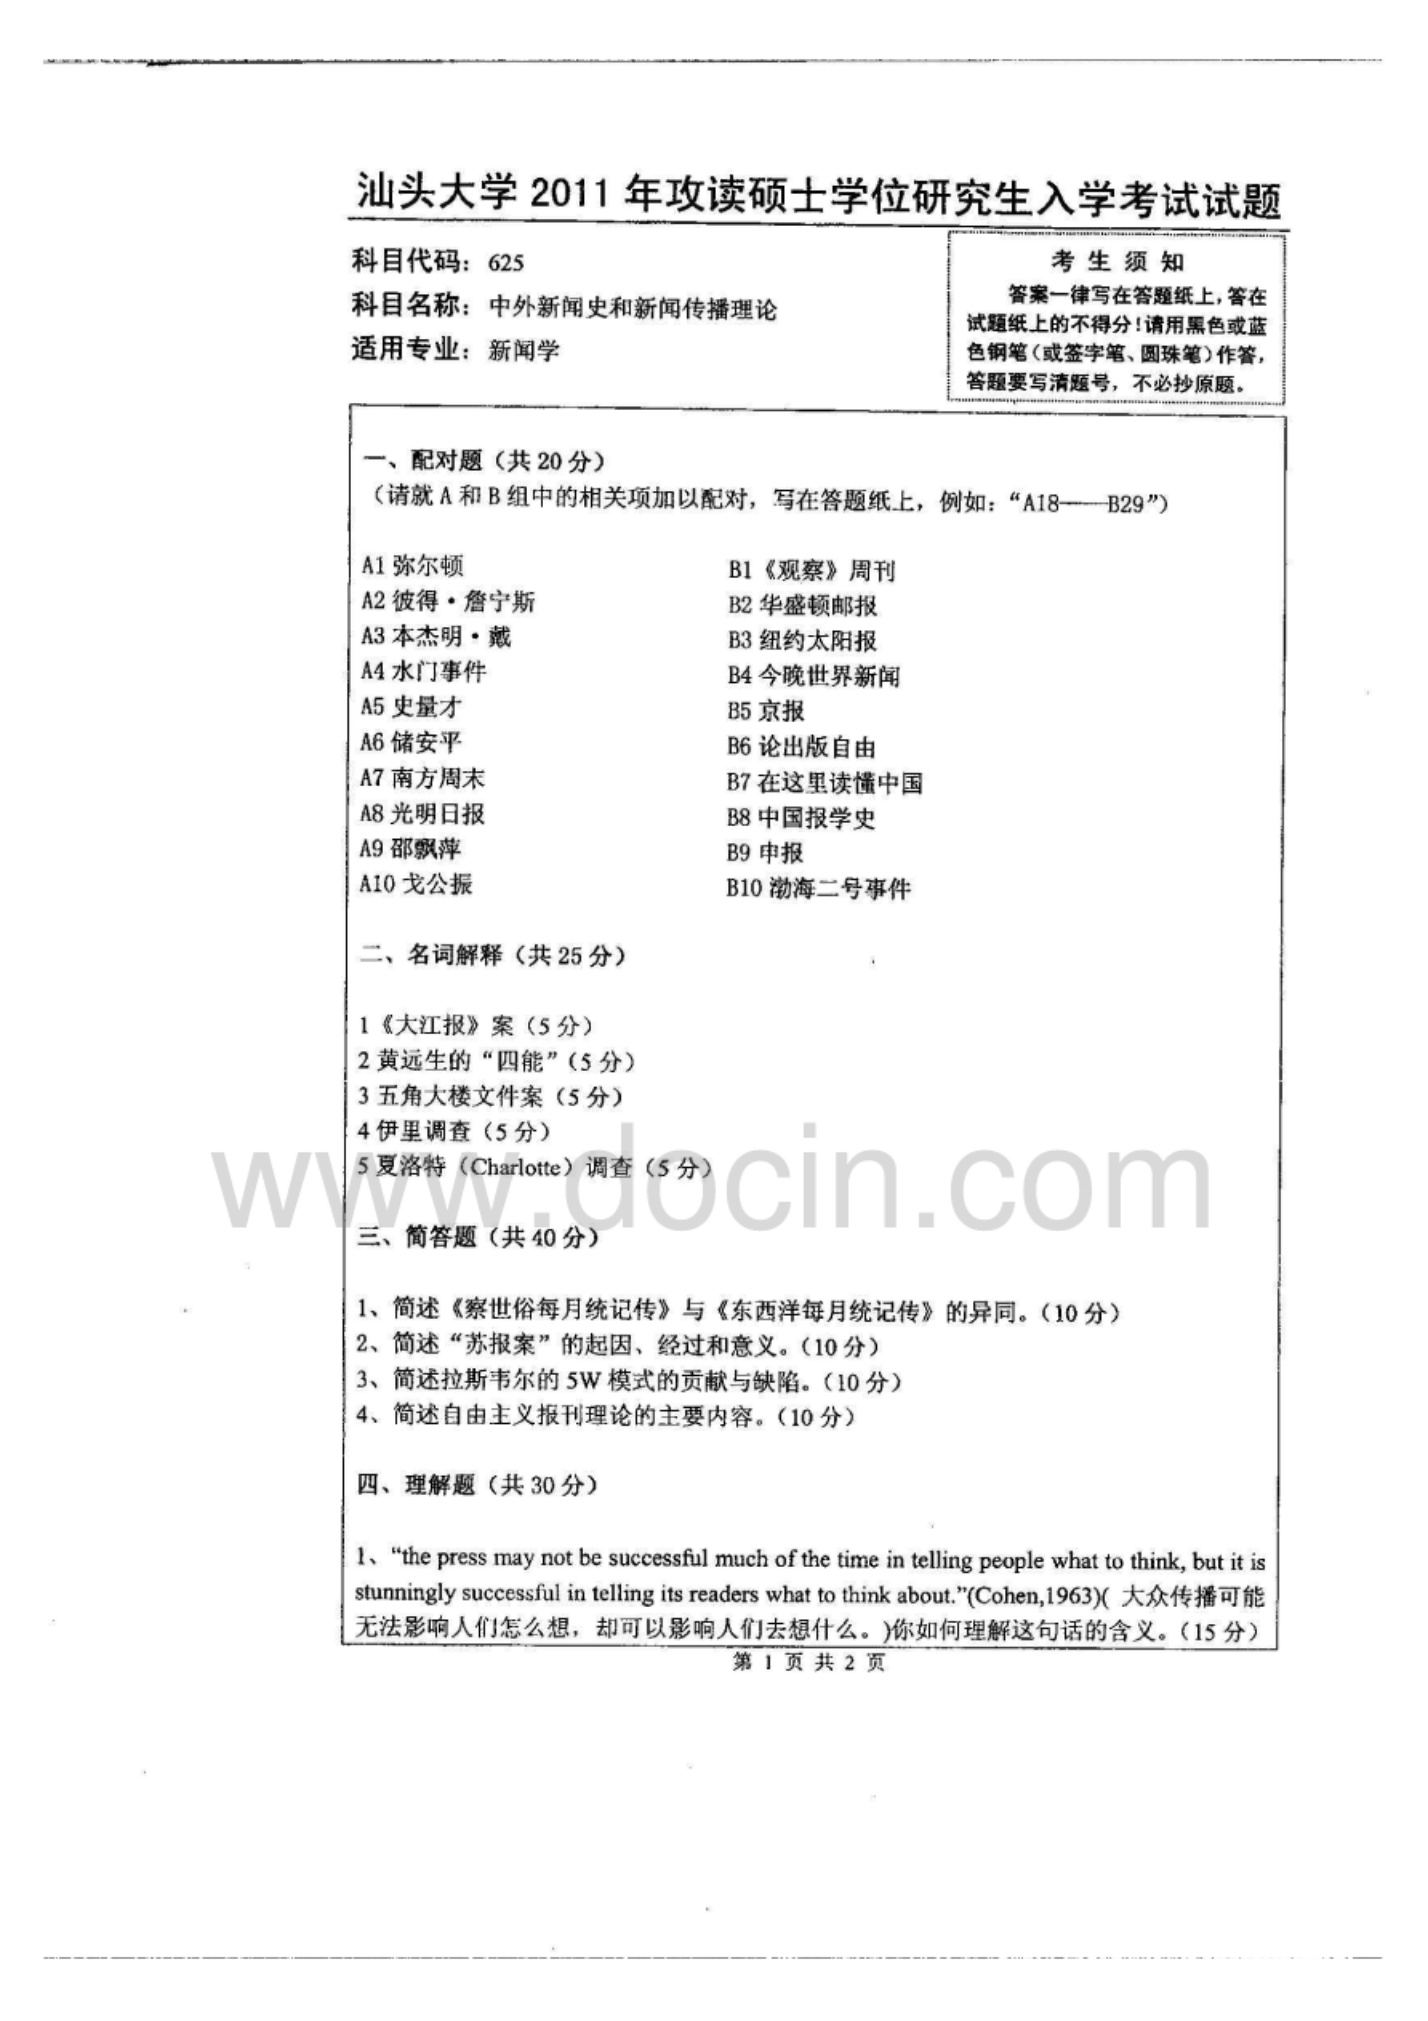 汕头大学 2011 年攻读硕士学位研究生入学考试试题
科目代码：625
科目名称：中外新闻史和新闻传播理论
适用专业：新闻学
考 生 须 知
答案一律写在答题纸上，答在
试题纸上的不得分！请用黑色或蓝
色钢笔（或签字笔、圆珠笔）作答，
答题要写清题号，不必抄原题。
一、配对题（共 20 分）
（请就 A 和 B 组中的相关项加以配对，写在答题纸上，例如：“A18——B29”）
A1 弥尔顿 B1《观察》周刊
A2 彼得·詹宁斯 B2 华盛顿邮报
A3 本杰明·戴 B3 纽约太阳报
A4 水门事件 B4 今晚世界新闻
A5 史量才 B5 京报
A6 储安平 B6 论出版自由
A7 南方周末 B7 在这里读懂中国
A8 光明日报 B8 中国报学史
A9 邵飘萍 B9 申报
A10 戈公振 B10 渤海二号事件
二、名词解释（共 25 分）
1《大江报》案（5 分）
2 黄远生的“四能”（5 分）
3 五角大楼文件案（5 分）
4 伊里调查（5 分）
5 夏洛特（Charlotte）调查（5 分）
www.docin.com
三、简答题（共 40 分）
1、简述《察世俗每月统记传》与《东西洋每月统记传》的异同。（10 分）
2、简述“苏报案”的起因、经过和意义。（10 分）
3、简述拉斯韦尔的 5W 模式的贡献与缺陷。（10 分）
4、简述自由主义报刊理论的主要内容。（10 分）
四、理解题（共 30 分）
1、“the press may not be successful much of the time in telling people what to think, but it is
stunningly successful in telling its readers what to think about.”(Cohen,1963)( 大众传播可能
无法影响人们怎么想，却可以影响人们去想什么。)你如何理解这句话的含义。（15 分）
第 1 页 共 2 页